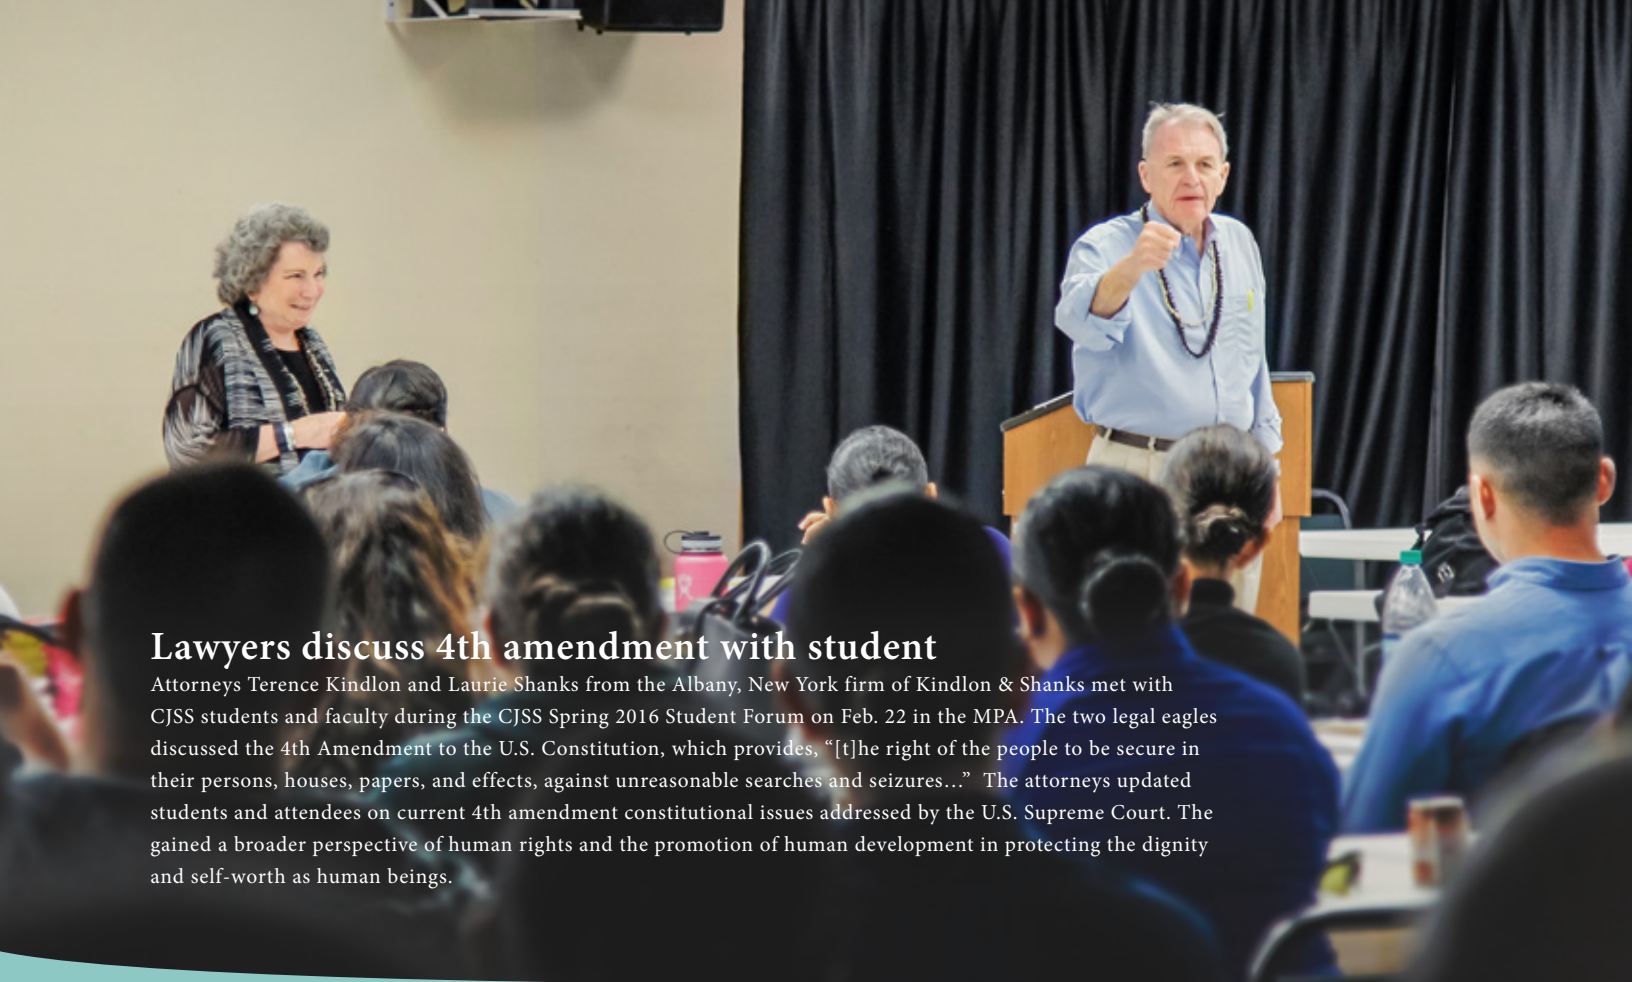 Lawyers discuss 4th amendment with student
Attorneys Terence Kindlon and Laurie Shanks from the Albany, New York firm of Kindlon & Shanks met with
CJSS students and faculty during the CJSS Spring 2016 Student Forum on Feb. 22 in the MPA. The two legal eagles
discussed the 4th Amendment to the U.S. Constitution, which provides, “[t]he right of the people to be secure in
their persons, houses, papers, and effects, against unreasonable searches and seizures…”  The attorneys updated
students and attendees on current 4th amendment constitutional issues addressed by the U.S. Supreme Court. The
gained a broader perspective of human rights and the promotion of human development in protecting the dignity
and self-worth as human beings.